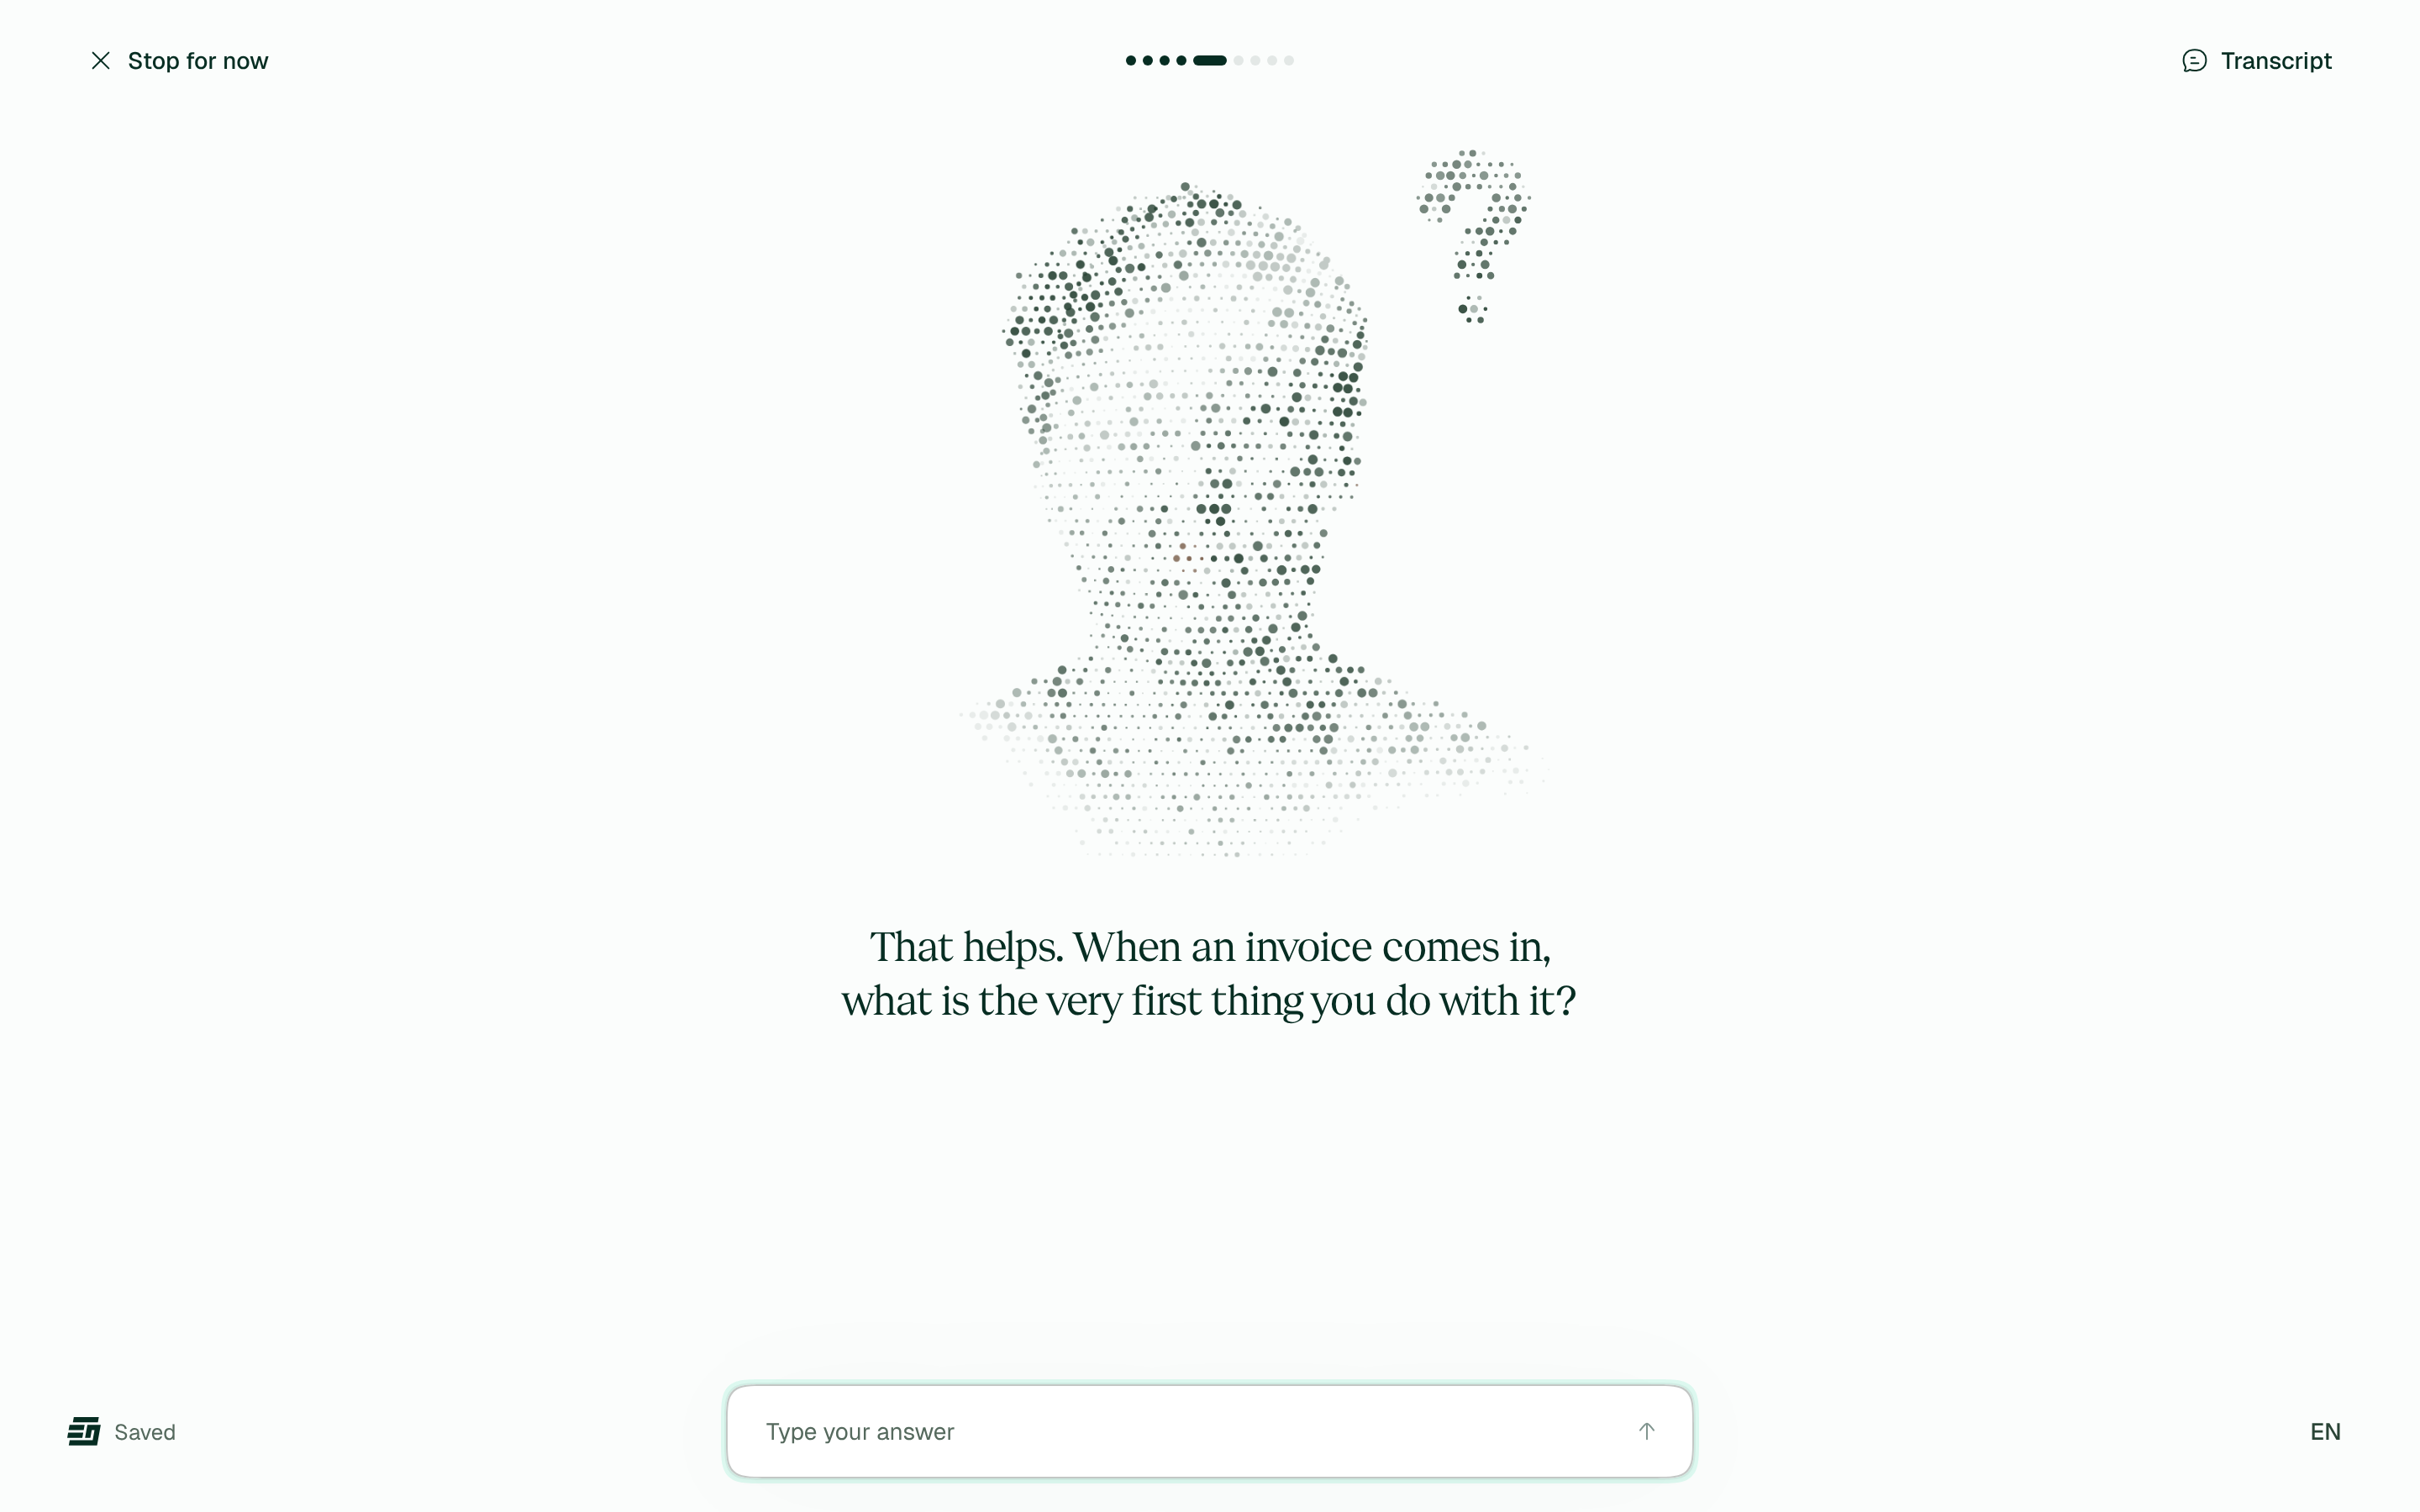 Stop for now
Transcript
?
That helps. When an invoice comes in,
what is the very first thing you do with it?
Saved
Type your answer
EN